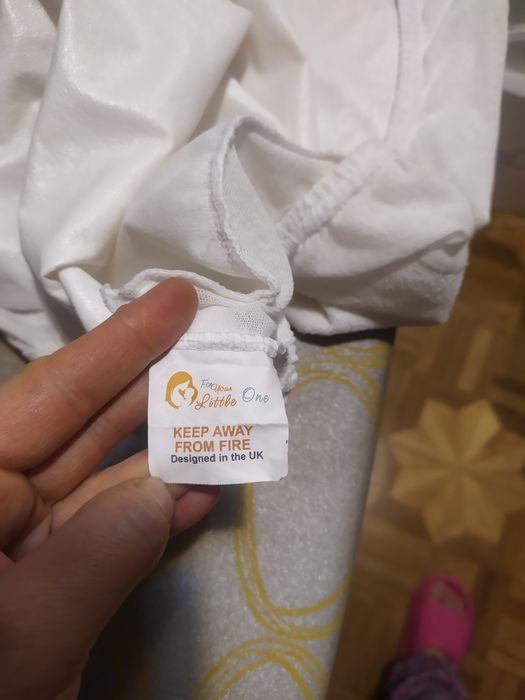 For Your
Little One
KEEP AWAY
FROM FIRE
Designed in the UK